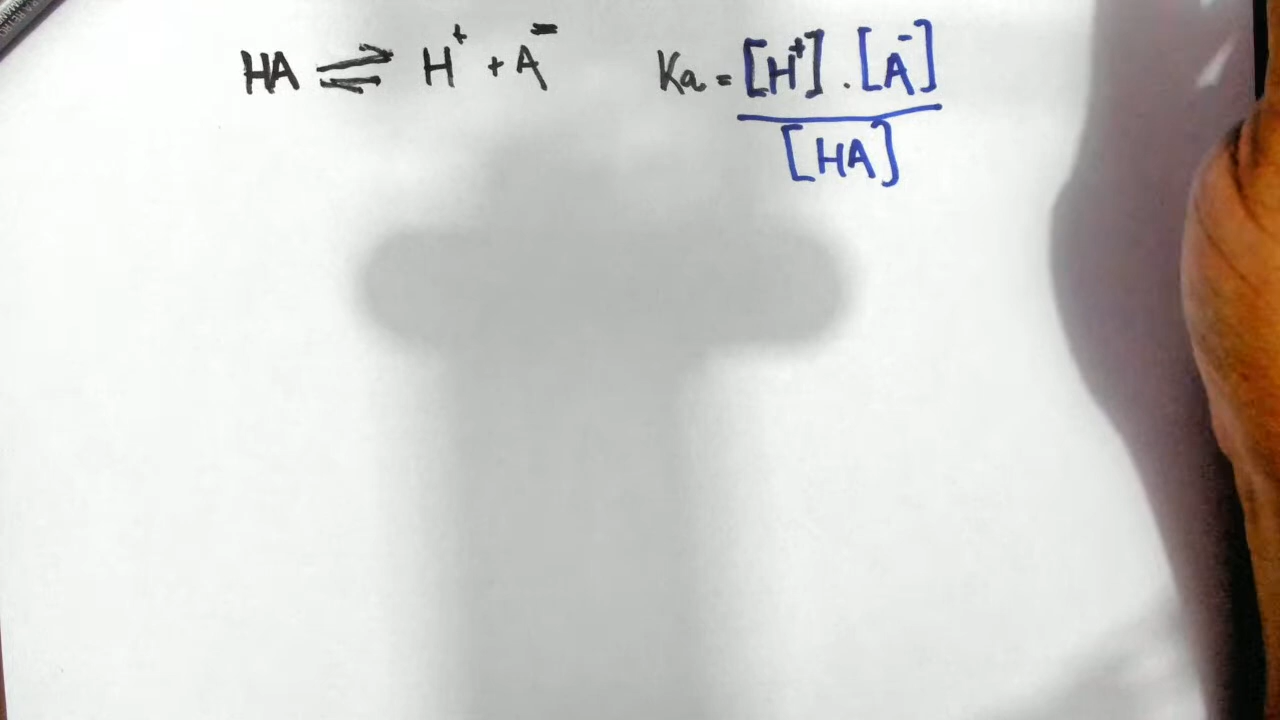 HA ⇌ H⁺ + A⁻ Ka = [H⁺] . [A⁻]
[HA]